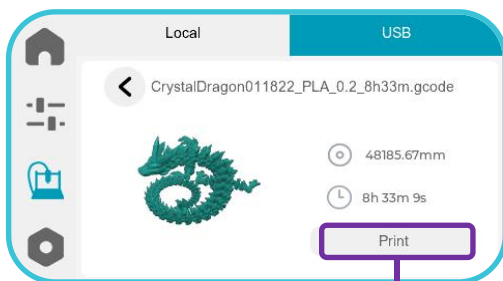 Local
USB
CrystalDragon011822_PLA_0.2_8h33m.gcode
48185.67mm
8h 33m 9s
Print